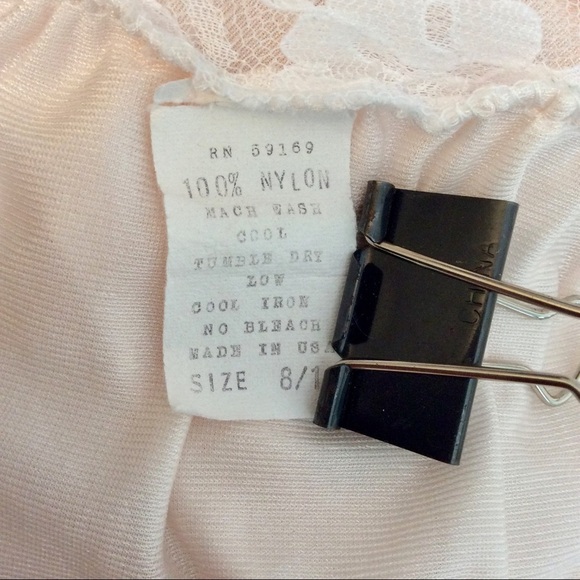 RN 59169
100% NYLON
MACH WASH
COOL
TUMBLE DRY
LOW
COOL IRON
NO BLEACH
MADE IN USA
SIZE 8/1
CHINA